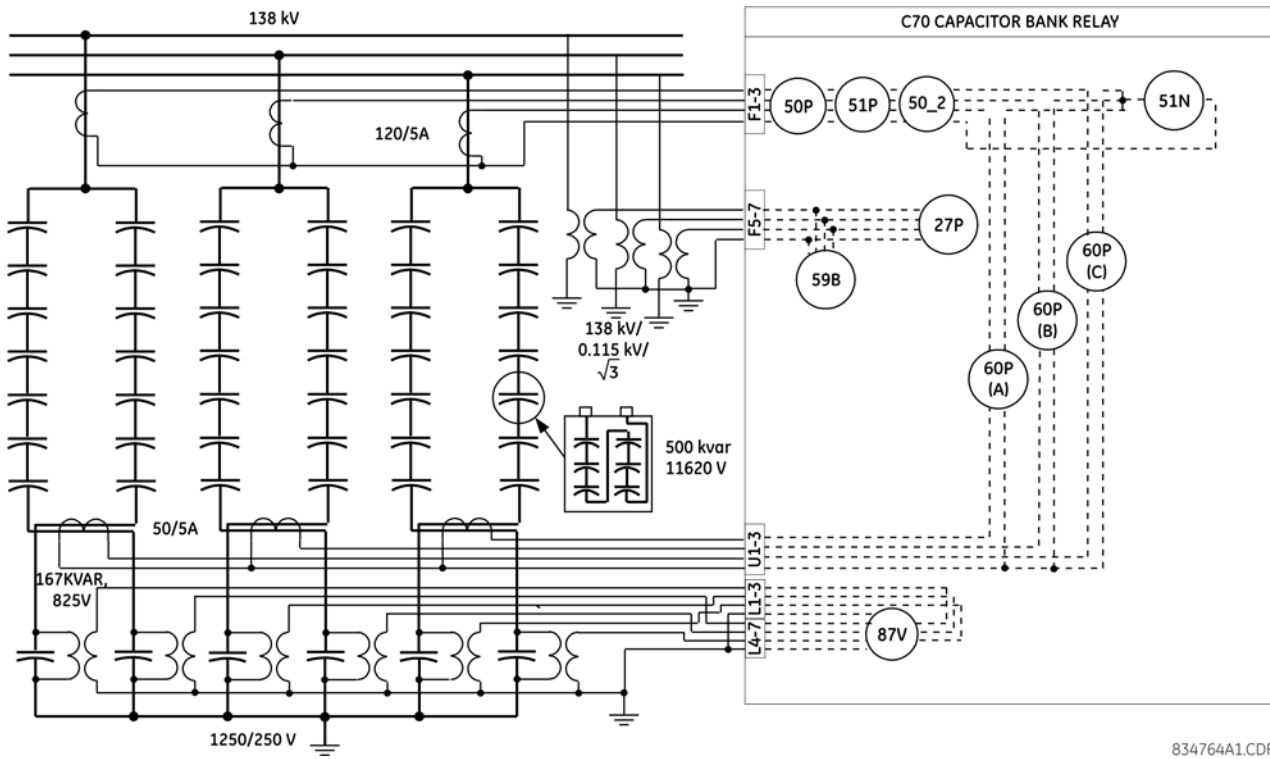 138 kV
C70 CAPACITOR BANK RELAY
120/5A
F1-3
50P
51P
50_2
51N
F5-7
27P
59B
60P
(C)
60P
(B)
60P
(A)
138 kV/
0.115 kV/
√3
500 kvar
11620 V
50/5A
U1-3
167KVAR,
825V
L1-3
L4-7
87V
1250/250 V
834764A1.CDR